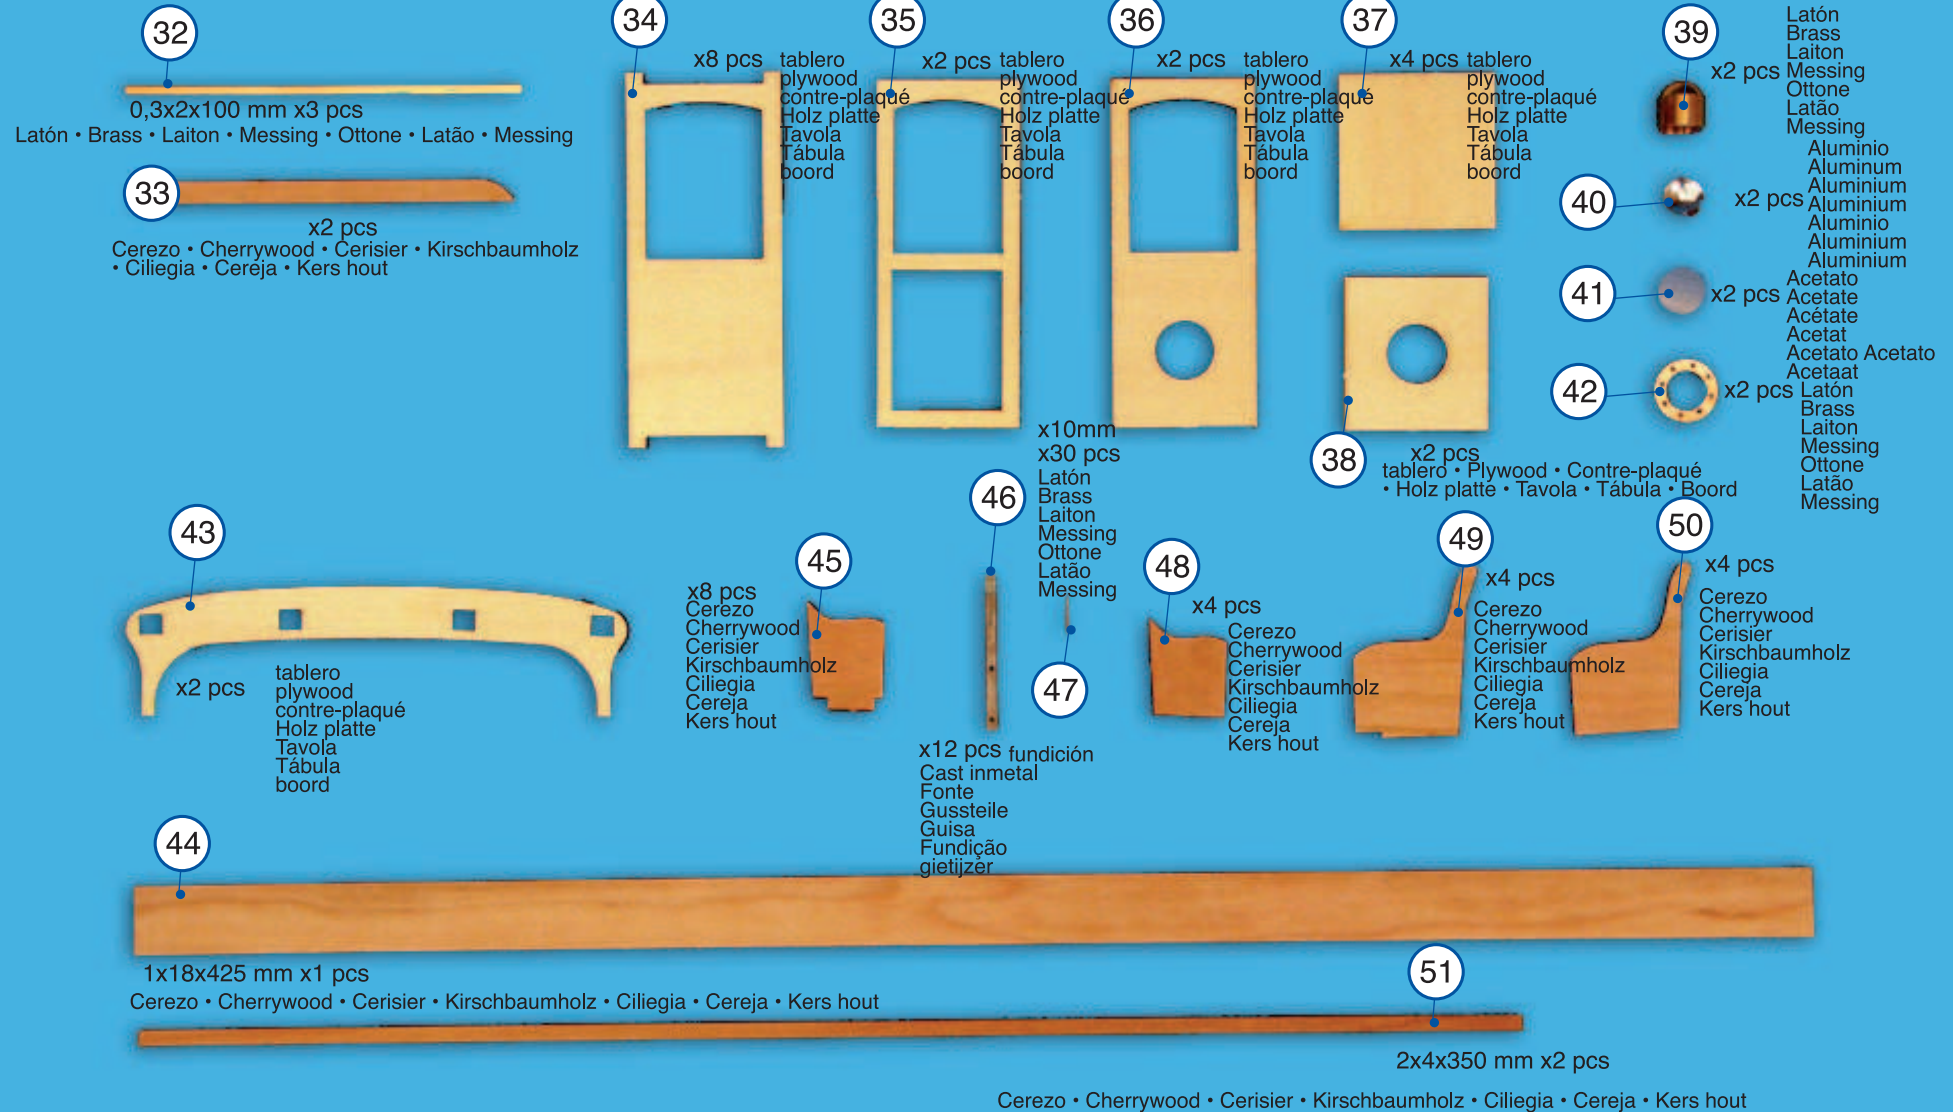 32
0,3x2x100 mm x3 pcs
Latón • Brass • Laiton • Messing • Ottone • Latão • Messing
33
x2 pcs
Cerezo • Cherrywood • Cerisier • Kirschbaumholz
• Ciliegia • Cereja • Kers hout
34
x8 pcs
tablero
plywood
contre-plaqué
Holz platte
Tavola
Tábula
boord
35
x2 pcs
tablero
plywood
contre-plaqué
Holz platte
Tavola
Tábula
boord
36
x2 pcs
tablero
plywood
contre-plaqué
Holz platte
Tavola
Tábula
boord
37
x4 pcs
tablero
plywood
contre-plaqué
Holz platte
Tavola
Tábula
boord
38
x2 pcs
tablero • Plywood • Contre-plaqué
• Holz platte • Tavola • Tábula • Boord
39
x2 pcs
Latón
Brass
Laiton
Messing
Ottone
Latão
Messing
40
x2 pcs
Aluminio
Aluminum
Aluminium
Aluminium
Aluminio
Aluminium
Aluminium
41
x2 pcs
Acetato
Acetate
Acétate
Acetat
Acetato Acetato
Acetaat
42
x2 pcs
Latón
Brass
Laiton
Messing
Ottone
Latão
Messing
43
x2 pcs
tablero
plywood
contre-plaqué
Holz platte
Tavola
Tábula
boord
45
x8 pcs
Cerezo
Cherrywood
Cerisier
Kirschbaumholz
Ciliegia
Cereja
Kers hout
46
x12 pcs fundición
Cast inmetal
Fonte
Gussteile
Guisa
Fundição
gietijzer
x10mm
x30 pcs
Latón
Brass
Laiton
Messing
Ottone
Latão
Messing
47
48
x4 pcs
Cerezo
Cherrywood
Cerisier
Kirschbaumholz
Ciliegia
Cereja
Kers hout
49
x4 pcs
Cerezo
Cherrywood
Cerisier
Kirschbaumholz
Ciliegia
Cereja
Kers hout
50
x4 pcs
Cerezo
Cherrywood
Cerisier
Kirschbaumholz
Ciliegia
Cereja
Kers hout
44
1x18x425 mm x1 pcs
Cerezo • Cherrywood • Cerisier • Kirschbaumholz • Ciliegia • Cereja • Kers hout
51
2x4x350 mm x2 pcs
Cerezo • Cherrywood • Cerisier • Kirschbaumholz • Ciliegia • Cereja • Kers hout